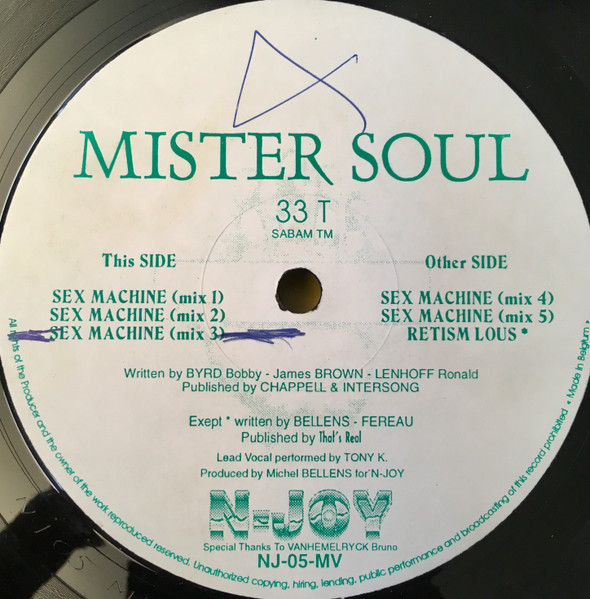 MISTER SOUL
33 T
SABAM TM
This SIDE
SEX MACHINE (mix 1)
SEX MACHINE (mix 2)
SEX MACHINE (mix 3)
Other SIDE
SEX MACHINE (mix 4)
SEX MACHINE (mix 5)
RETISM LOUS *
Written by BYRD Bobby - James BROWN - LENHOFF Ronald
Published by CHAPPELL & INTERSONG
Exept * written by BELLENS - FEREAU
Published by That's Real
Lead Vocal performed by TONY K.
Produced by Michel BELLENS for N-JOY
N-JOY
Special Thanks To VANHEMELRYCK Bruno
NJ-05-MV
All rights of the Producer and the owner of the work reproduced reserved. Unauthorized copying, hiring, lending, public performance and broadcasting of this record prohibited • Made in Belgium •